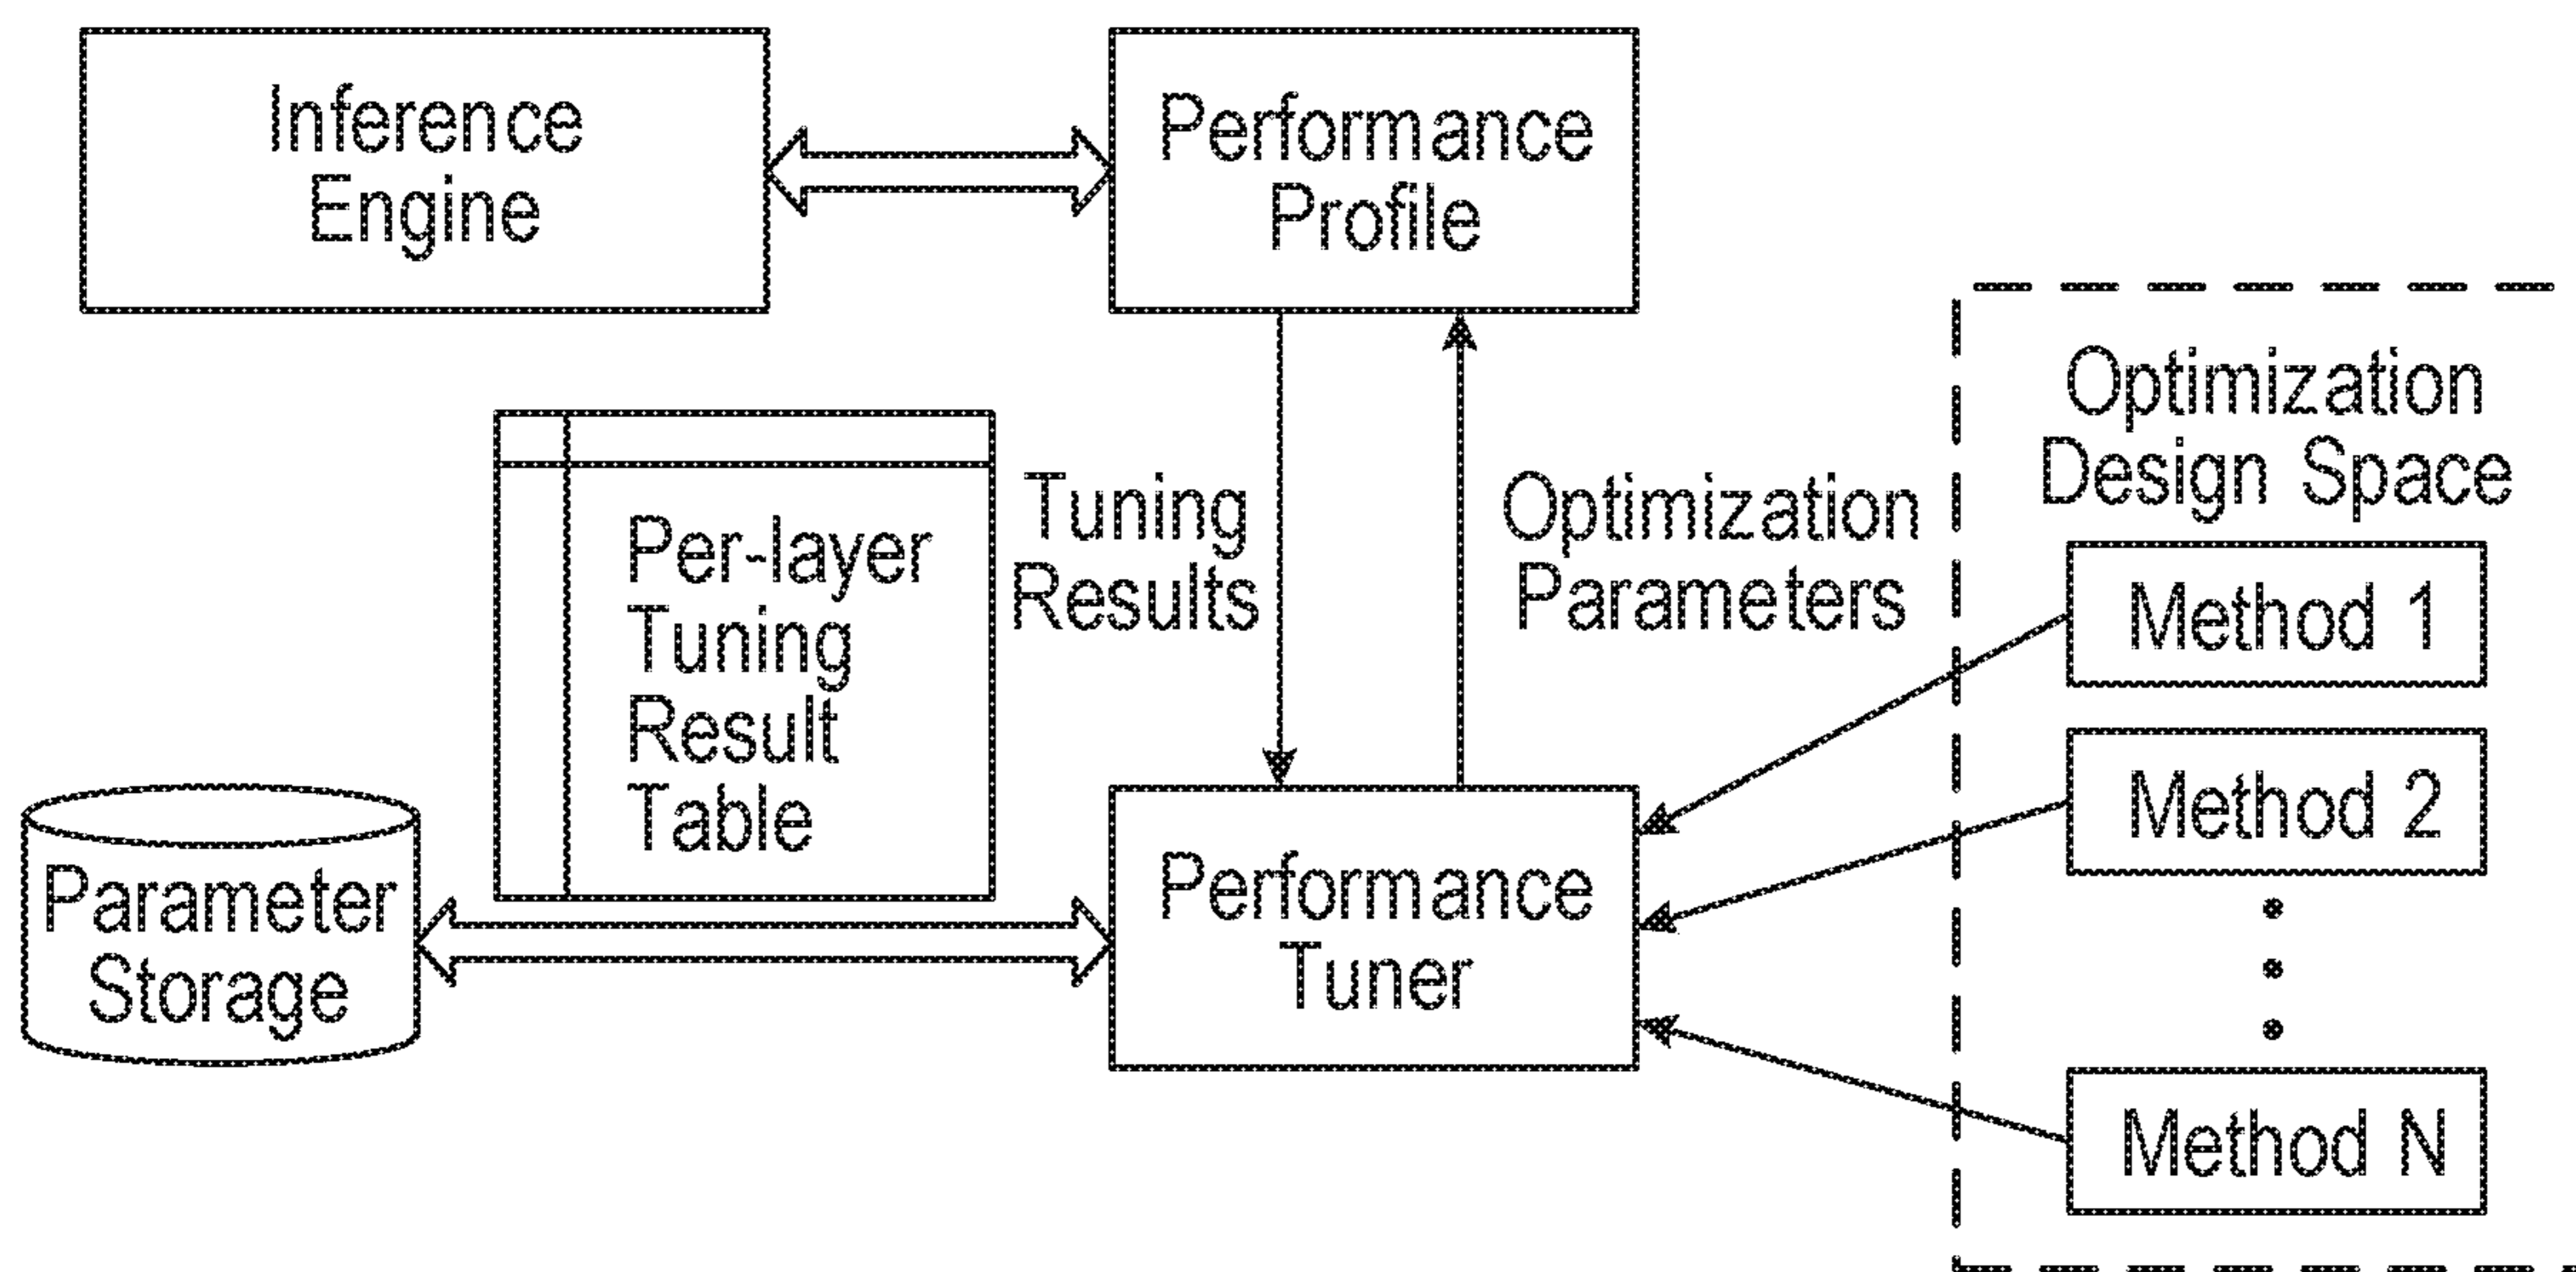 Inference
Engine
Performance
Profile
Optimization
Design Space
Per-layer
Tuning
Result
Table
Tuning
Results
Optimization
Parameters
Method 1
Method 2
Parameter
Storage
Performance
Tuner
Method N